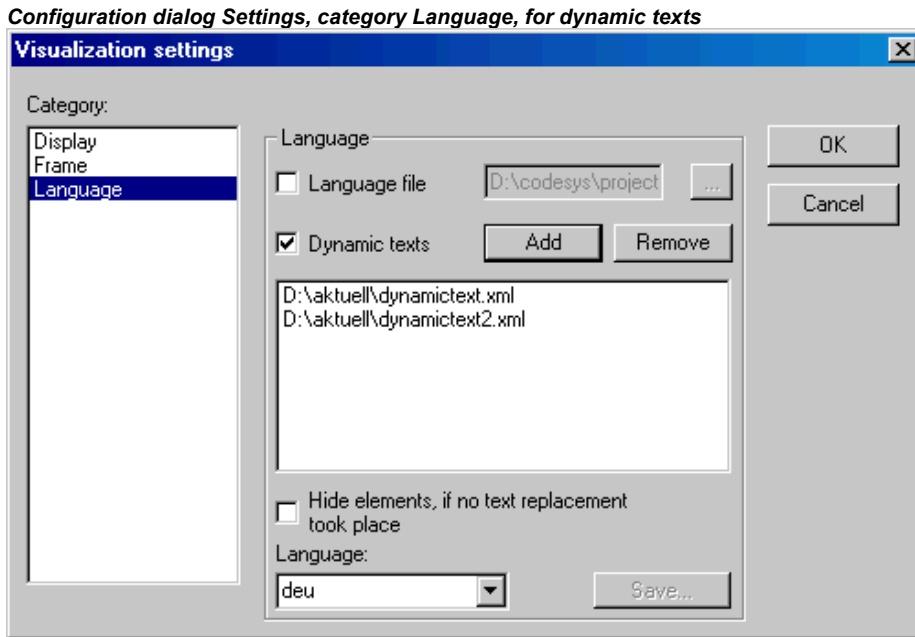 Configuration dialog Settings, category Language, for dynamic texts
Visualization settings
Category:
Display
Frame
Language
Language
Language file
D:\codesys\project
...
Dynamic texts
Add
Remove
D:\aktuell\dynamictext.xml
D:\aktuell\dynamictext2.xml
Hide elements, if no text replacement
took place
Language:
deu
Save...
OK
Cancel